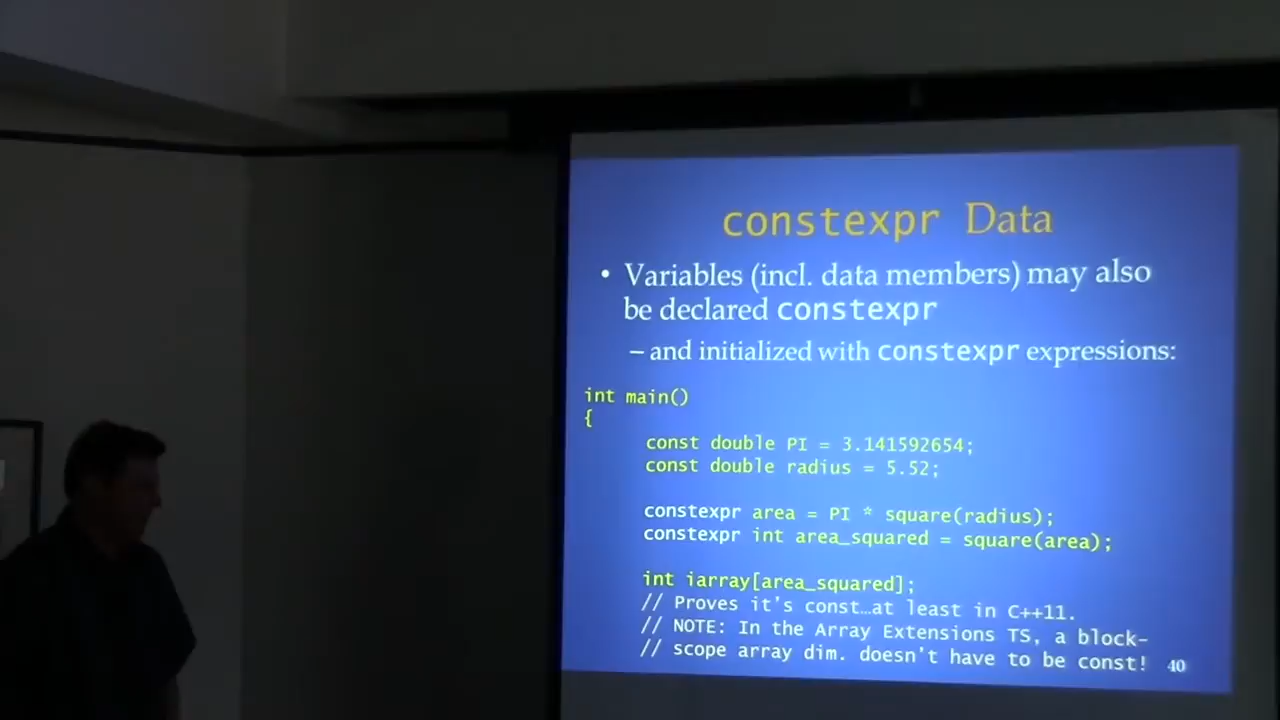 constexpr Data
• Variables (incl. data members) may also
be declared constexpr
– and initialized with constexpr expressions:
int main()
{
const double PI = 3.141592654;
const double radius = 5.52;
constexpr area = PI * square(radius);
constexpr int area_squared = square(area);
int iarray[area_squared];
// Proves it's const…at least in C++11.
// NOTE: In the Array Extensions TS, a block-
// scope array dim. doesn't have to be const!
40